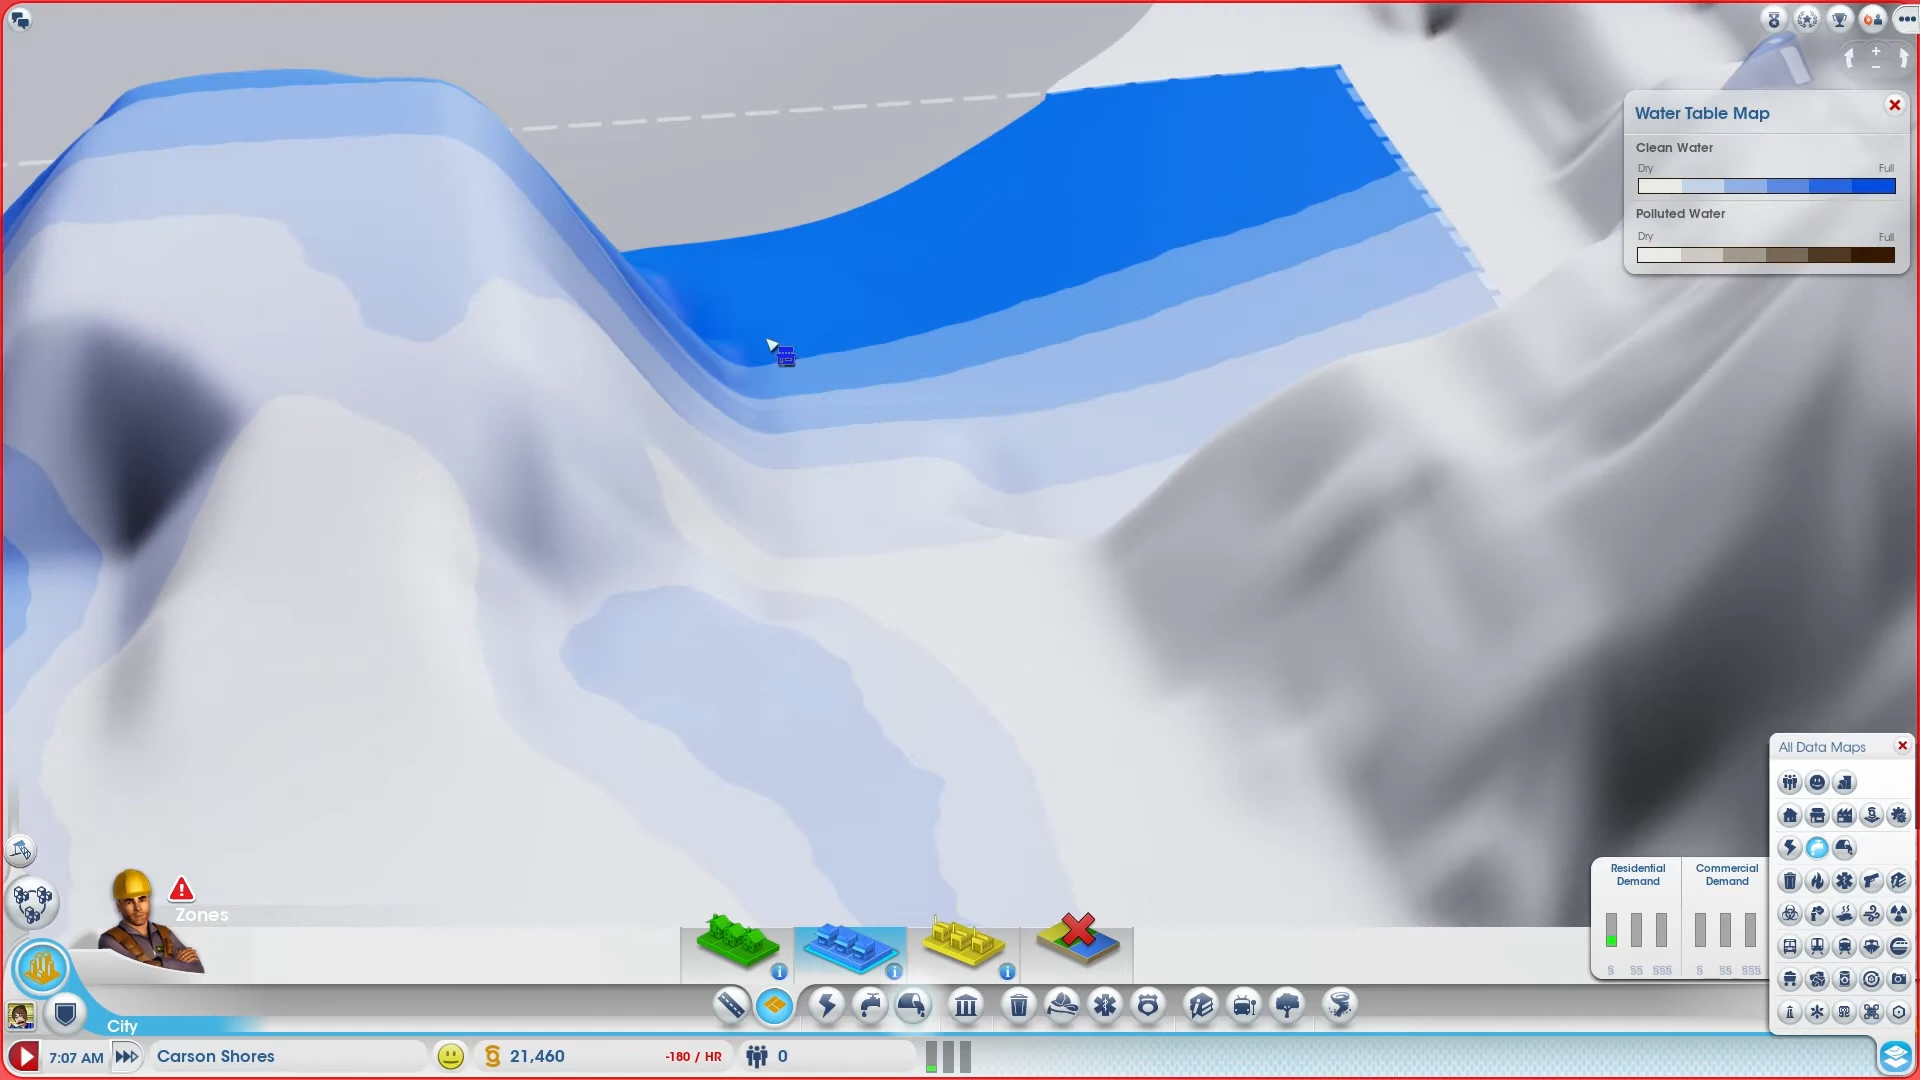 Water Table Map
Clean Water
Dry Full
Polluted Water
Dry Full
All Data Maps
Residential Demand
Commercial Demand
§ §§ §§§ § §§ §§§
Zones
City
7:07 AM Carson Shores 21,460 -180 / HR 0